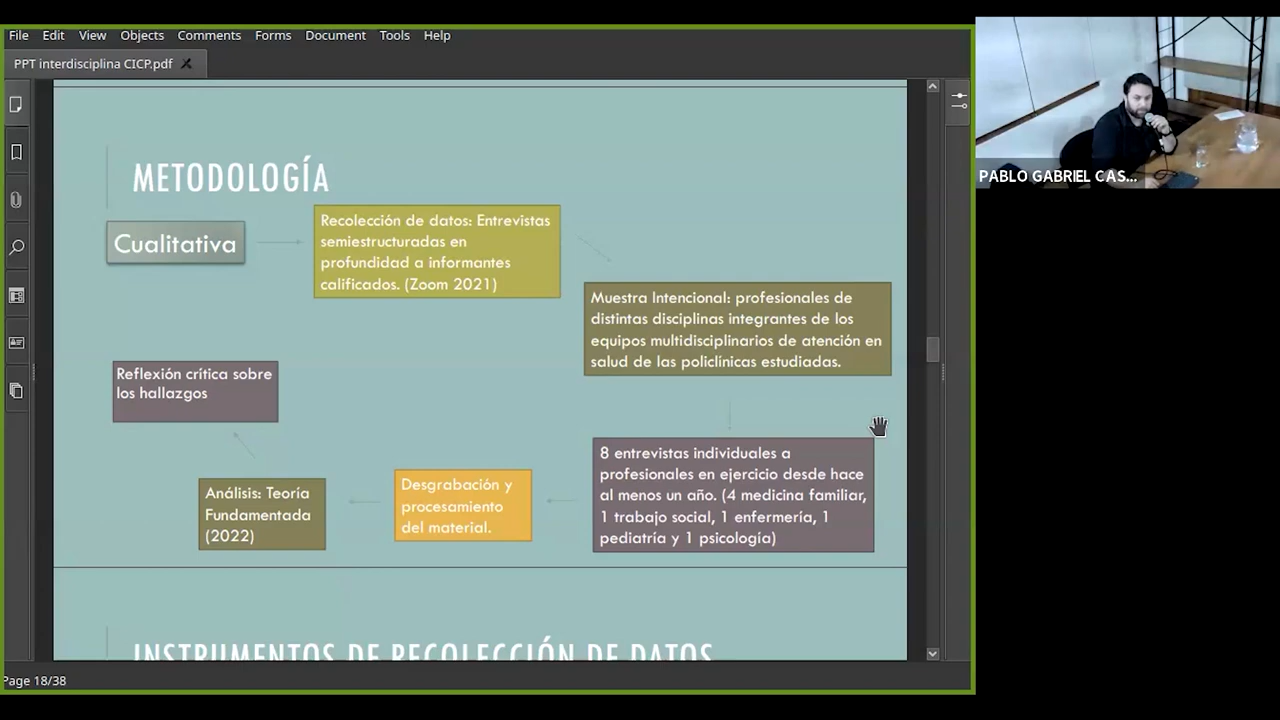 File Edit View Objects Comments Forms Document Tools Help
PPT interdisciplina CICP.pdf
METODOLOGÍA
Cualitativa
Recolección de datos: Entrevistas
semiestructuradas en
profundidad a informantes
calificados. (Zoom 2021)
Muestra Intencional: profesionales de
distintas disciplinas integrantes de los
equipos multidisciplinarios de atención en
salud de las policlínicas estudiadas.
8 entrevistas individuales a
profesionales en ejercicio desde hace
al menos un año. (4 medicina familiar,
1 trabajo social, 1 enfermería, 1
pediatría y 1 psicología)
Desgrabación y
procesamiento
del material.
Análisis: Teoría
Fundamentada
(2022)
Reflexión crítica sobre
los hallazgos
INSTRUMENTOS DE RECOLECCIÓN DE DATOS
Page 18/38
PABLO GABRIEL CAS...